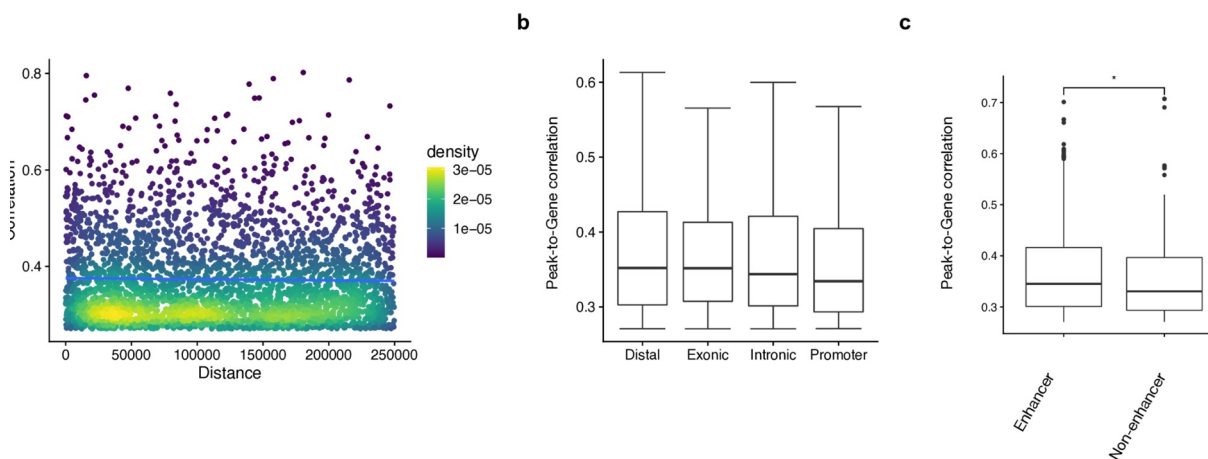 b
c
0.8
0.6
0.4
0
50000
100000
150000
200000
250000
Distance
density
3e−05
2e−05
1e−05
Peak-to-Gene correlation
0.6
0.5
0.4
0.3
Distal
Exonic
Intronic
Promoter
Peak-to-Gene correlation
*
0.7
0.6
0.5
0.4
0.3
Enhancer
Non-enhancer